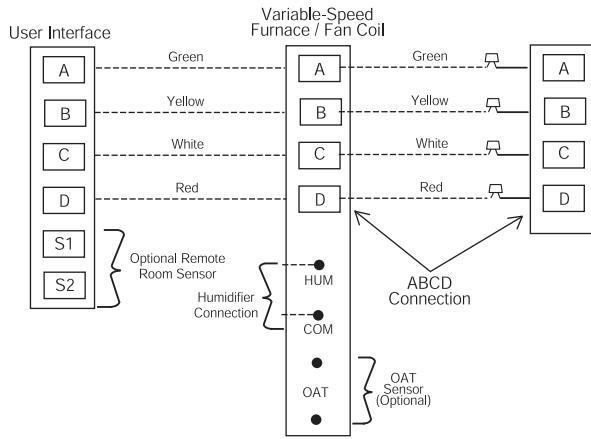 Variable-Speed
Furnace / Fan Coil
User Interface
A
Green
A
Green
A
B
Yellow
B
Yellow
B
C
White
C
White
C
D
Red
D
Red
D
S1
S2
Optional Remote
Room Sensor
HUM
Humidifier
Connection
COM
ABCD
Connection
OAT
OAT
Sensor
(Optional)